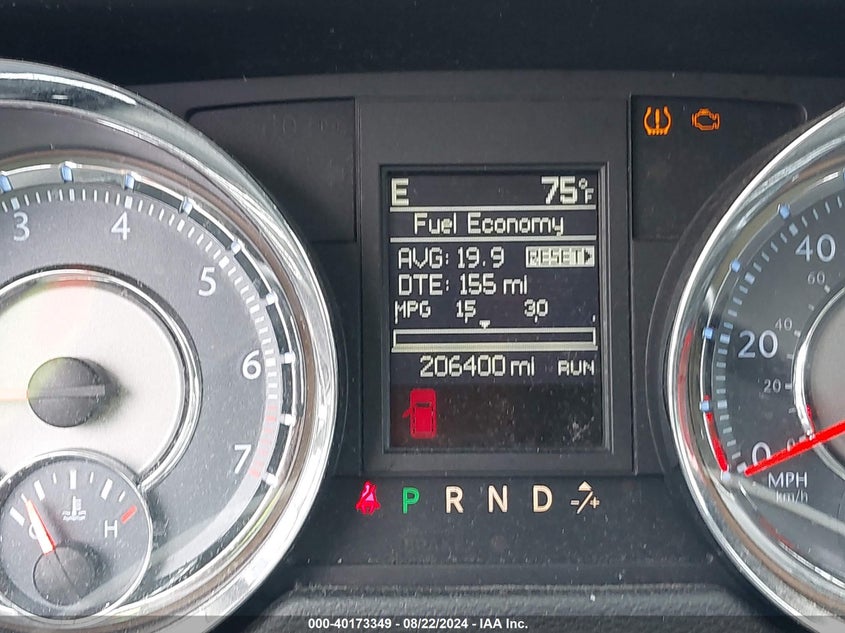 E 75°F
Fuel Economy
AVG: 19.9 RESET
DTE: 155 mi
MPG 15 30
206400 mi RUN
P R N D -/+
3 4 5 6 7
C H
0 20 40
0 20 40 60
MPH
km/h
000-40173349 - 08/22/2024 - IAA Inc.